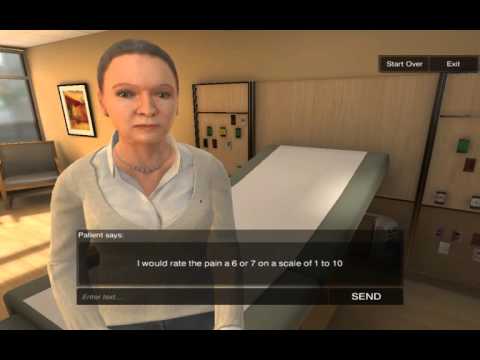 Start Over Exit
Patient says:
I would rate the pain a 6 or 7 on a scale of 1 to 10
Enter text...
SEND